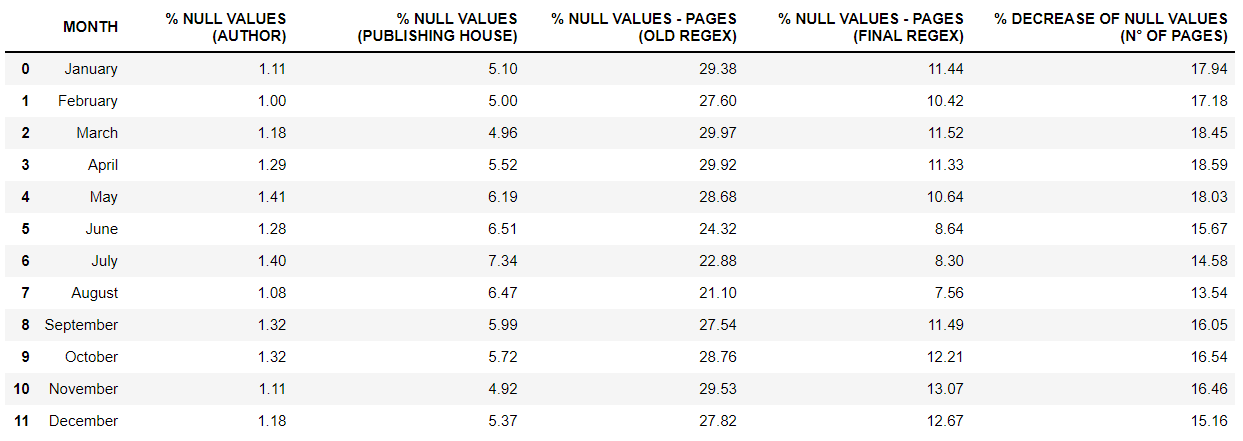 MONTH % NULL VALUES (AUTHOR) % NULL VALUES (PUBLISHING HOUSE) % NULL VALUES - PAGES (OLD REGEX) % NULL VALUES - PAGES (FINAL REGEX) % DECREASE OF NULL VALUES (N° OF PAGES)
0 January 1.11 5.10 29.38 11.44 17.94
1 February 1.00 5.00 27.60 10.42 17.18
2 March 1.18 4.96 29.97 11.52 18.45
3 April 1.29 5.52 29.92 11.33 18.59
4 May 1.41 6.19 28.68 10.64 18.03
5 June 1.28 6.51 24.32 8.64 15.67
6 July 1.40 7.34 22.88 8.30 14.58
7 August 1.08 6.47 21.10 7.56 13.54
8 September 1.32 5.99 27.54 11.49 16.05
9 October 1.32 5.72 28.76 12.21 16.54
10 November 1.11 4.92 29.53 13.07 16.46
11 December 1.18 5.37 27.82 12.67 15.16